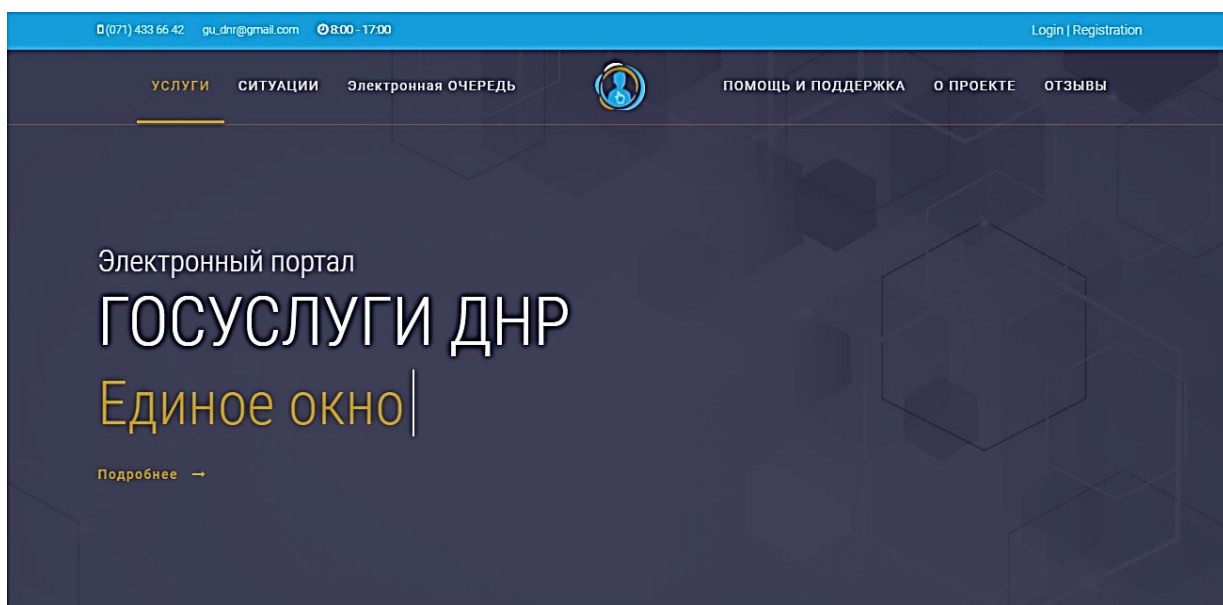 (071) 433 66 42 gu_dnr@gmail.com 8:00 - 17:00 Login | Registration
УСЛУГИ СИТУАЦИИ Электронная ОЧЕРЕДЬ ПОМОЩЬ И ПОДДЕРЖКА О ПРОЕКТЕ ОТЗЫВЫ
Электронный портал
ГОСУСЛУГИ ДНР
Единое окно
Подробнее →